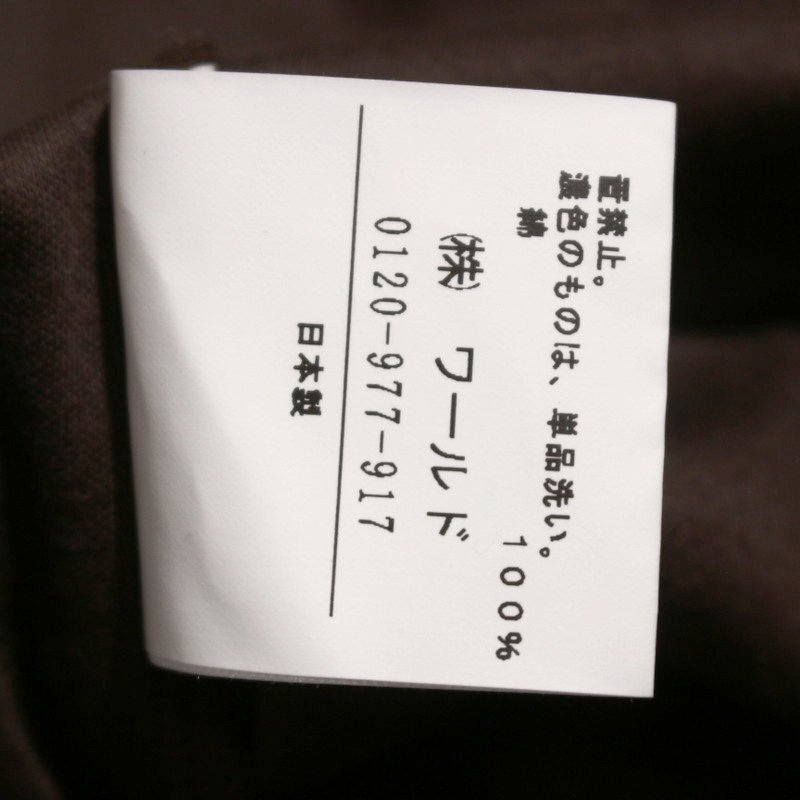 禁止。
濃色のものは、単品洗い。
綿 100%
(株) ワールド
0120-977-917
日本製